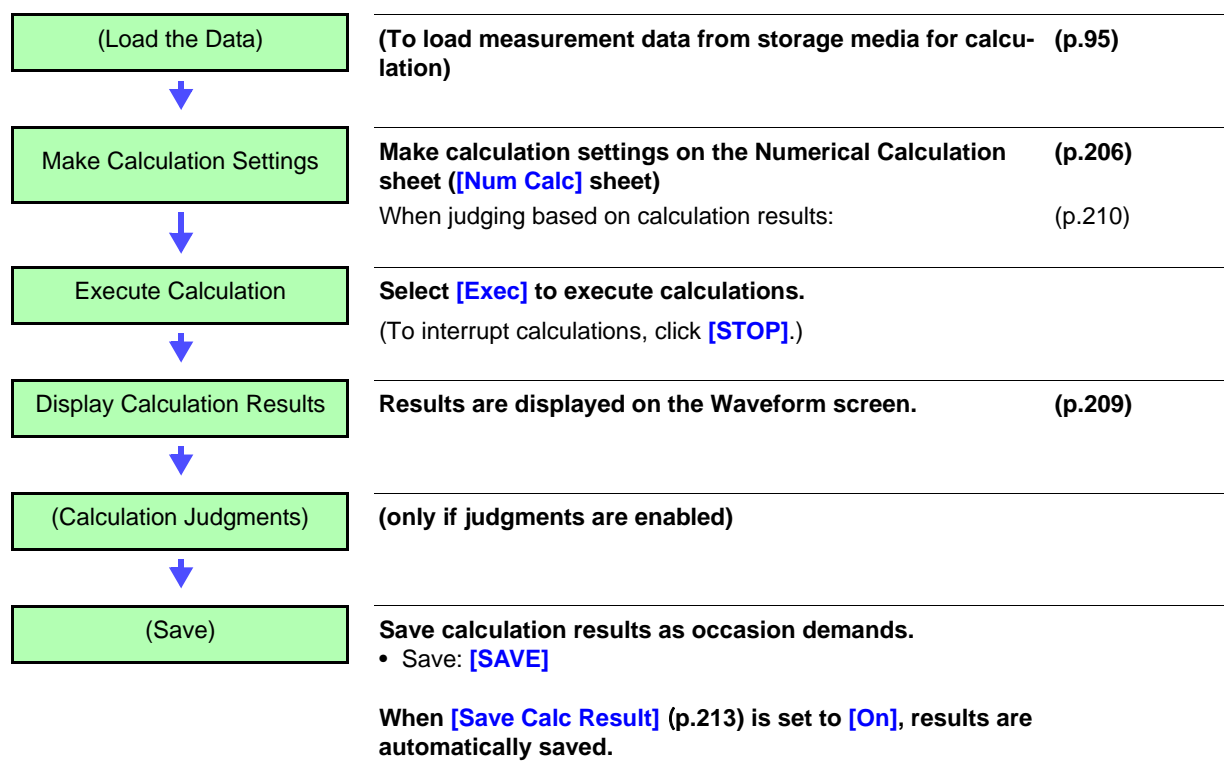 (Load the Data)
(To load measurement data from storage media for calcu- (p.95)
lation)
Make Calculation Settings
Make calculation settings on the Numerical Calculation (p.206)
sheet ([Num Calc] sheet)
When judging based on calculation results: (p.210)
Execute Calculation
Select [Exec] to execute calculations.
(To interrupt calculations, click [STOP].)
Display Calculation Results
Results are displayed on the Waveform screen. (p.209)
(Calculation Judgments)
(only if judgments are enabled)
(Save)
Save calculation results as occasion demands.
• Save: [SAVE]
When [Save Calc Result] (p.213) is set to [On], results are
automatically saved.